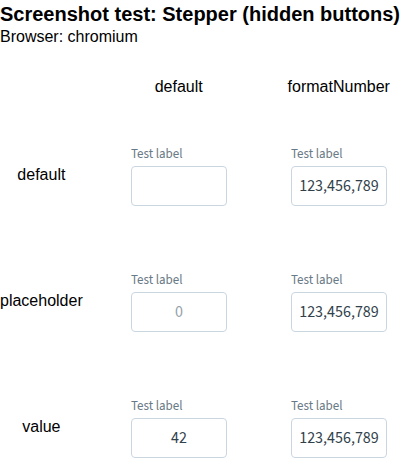 Screenshot test: Stepper (hidden buttons)
Browser: chromium
default formatNumber
Test label Test label
default 123,456,789
Test label Test label
placeholder 0 123,456,789
Test label Test label
value 42 123,456,789